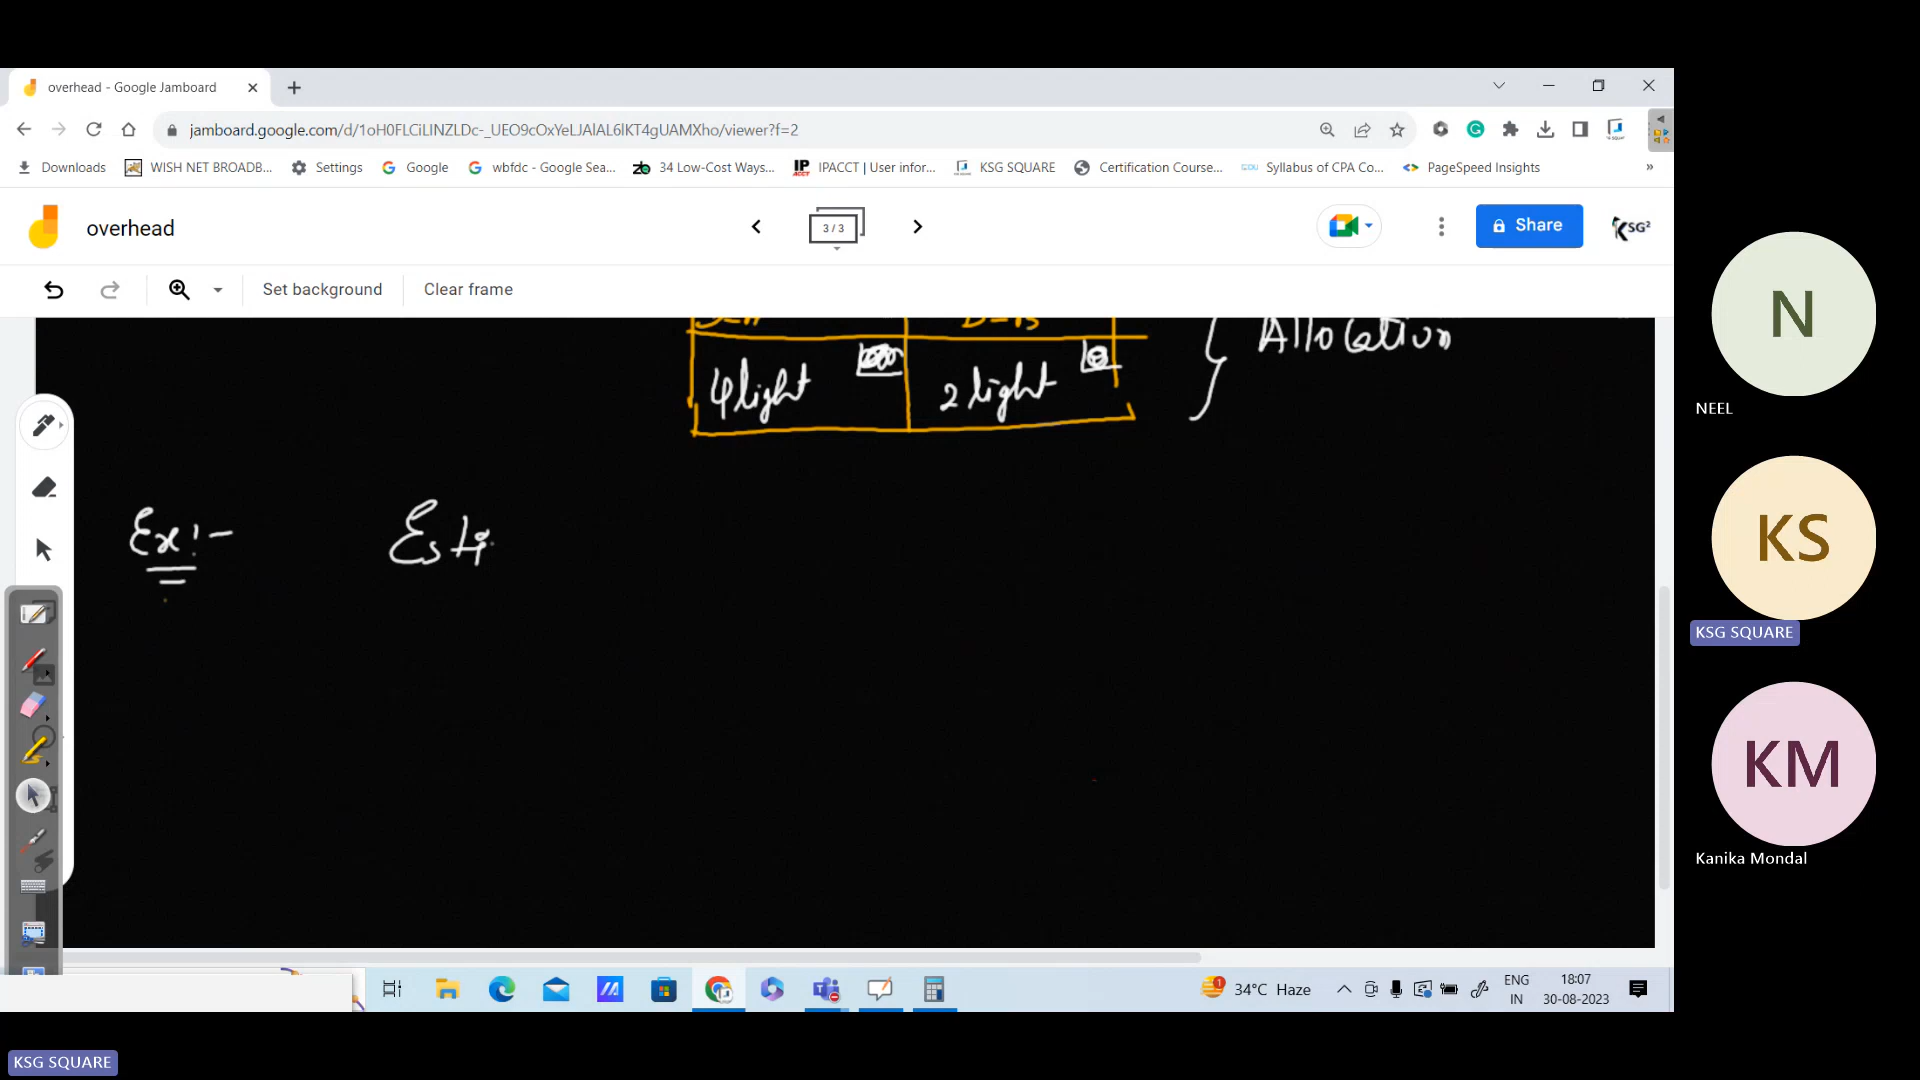 overhead - Google Jamboard
jamboard.google.com/d/1oH0FLCiLINZLDc-_UEO9cOxYeLJAlAL6lKT4gUAMXho/viewer?f=2
Downloads WISH NET BROADB... Settings Google wbfdc - Google Sea... 34 Low-Cost Ways... IPACCT | User infor... KSG SQUARE Certification Course... Syllabus of CPA Co... PageSpeed Insights »
overhead
3 / 3
Share
KSG²
Set background Clear frame
Allocation
4 light 2 light
Ex:- Esti
N
NEEL
KS
KSG SQUARE
KM
Kanika Mondal
34°C Haze
ENG
IN
18:07
30-08-2023
KSG SQUARE